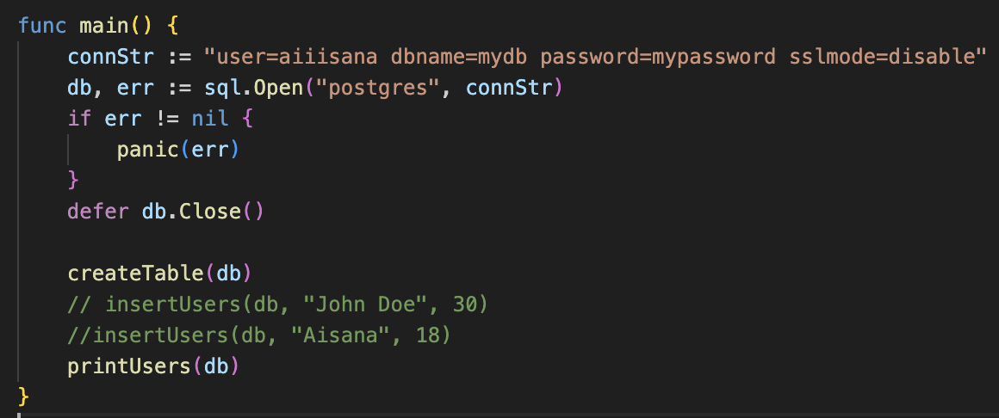 func main() {
    connStr := "user=aiiisana dbname=mydb password=mypassword sslmode=disable"
    db, err := sql.Open("postgres", connStr)
    if err != nil {
        panic(err)
    }
    defer db.Close()

    createTable(db)
    // insertUsers(db, "John Doe", 30)
    //insertUsers(db, "Aisana", 18)
    printUsers(db)
}